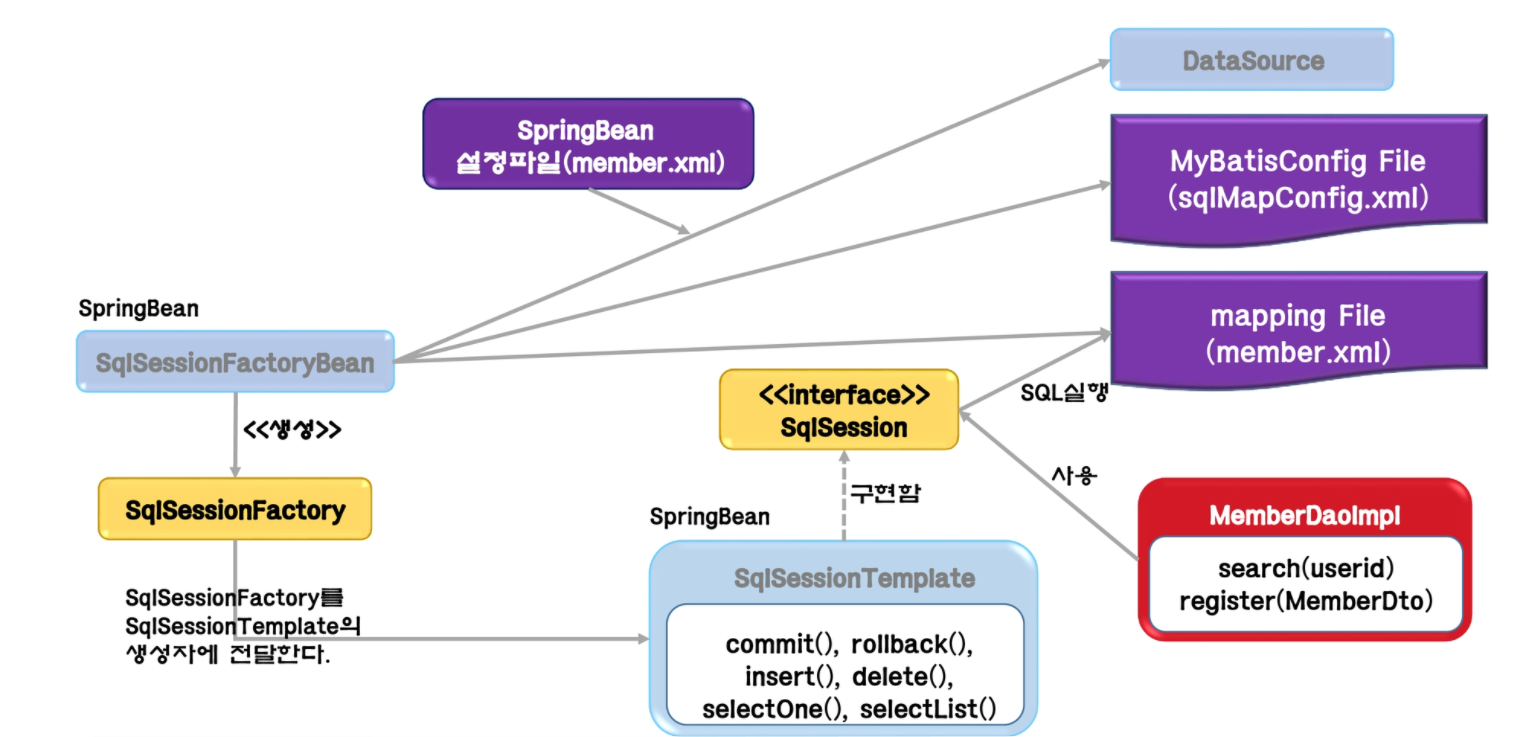 DataSource
SpringBean
설정파일(member.xml)
MyBatisConfig File
(sqlMapConfig.xml)
mapping File
(member.xml)
SpringBean
SqlSessionFactoryBean
<<interface>>
SqlSession
SQL실행
<<생성>>
사용
SqlSessionFactory
구현함
SpringBean
MemberDaoImpl
search(userid)
register(MemberDto)
SqlSessionTemplate
commit(), rollback(),
insert(), delete(),
selectOne(), selectList()
SqlSessionFactory를
SqlSessionTemplate의
생성자에 전달한다.